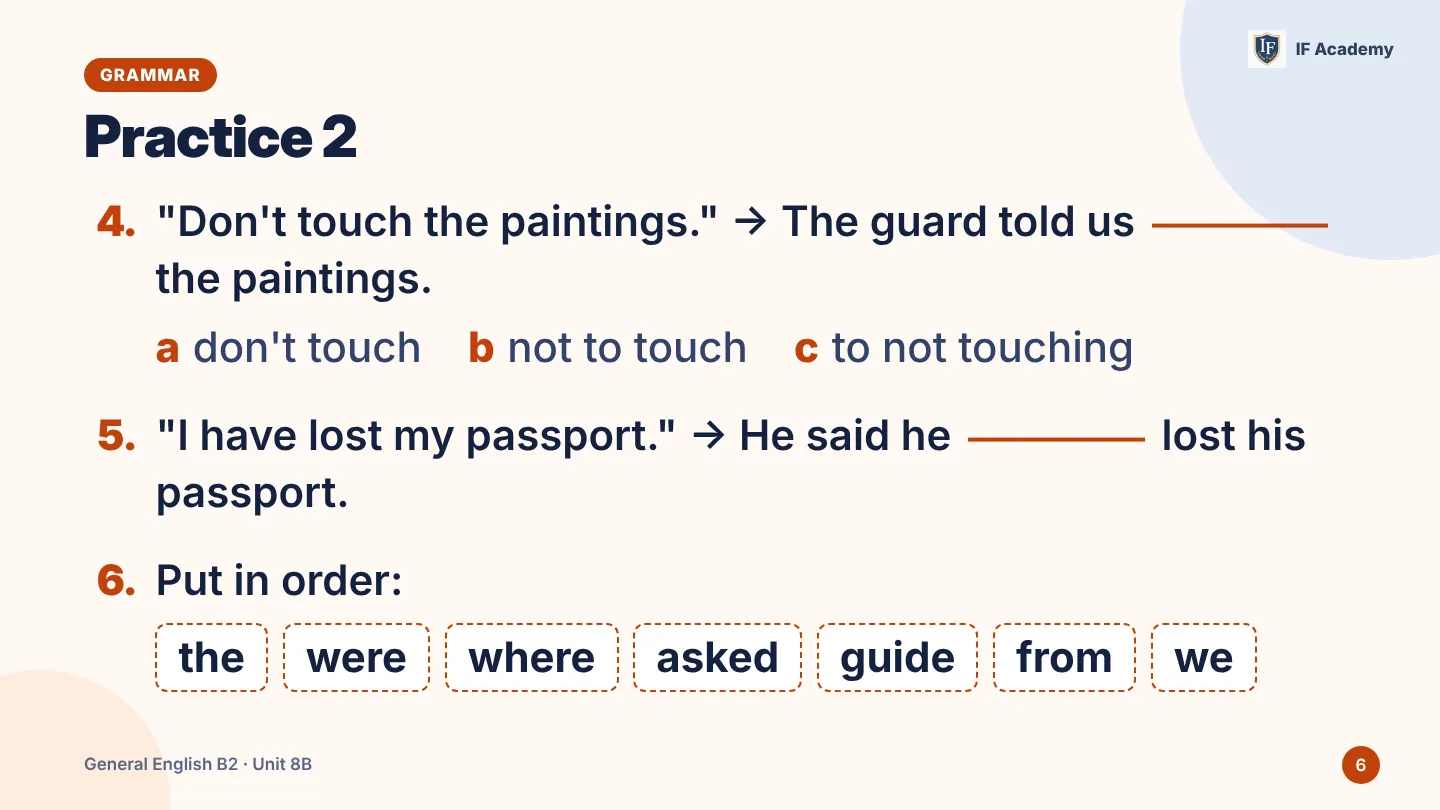 IF Academy
GRAMMAR
Practice 2
4. "Don't touch the paintings." → The guard told us ________
the paintings.
a don't touch b not to touch c to not touching
5. "I have lost my passport." → He said he ________ lost his
passport.
6. Put in order:
the were where asked guide from we
General English B2 · Unit 8B
6